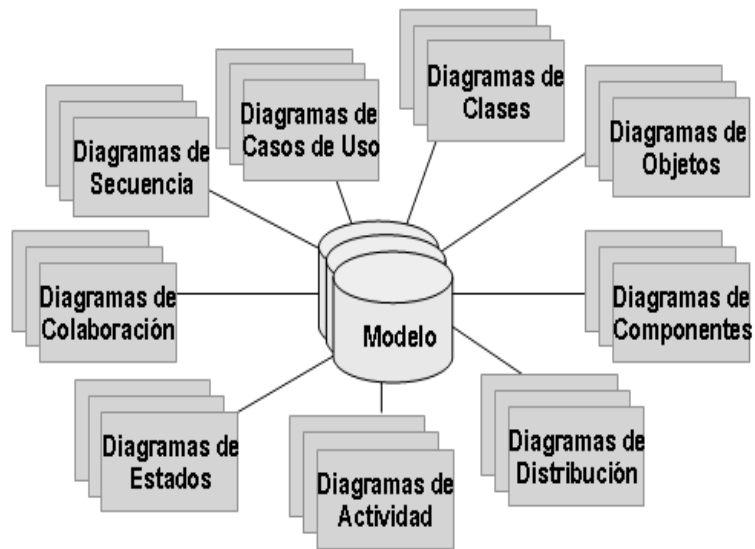 Diagramas de
Clases
Diagramas de
Casos de Uso
Diagramas de
Secuencia
Diagramas de
Objetos
Diagramas de
Colaboración
Diagramas de
Componentes
Modelo
Diagramas de
Estados
Diagramas de
Actividad
Diagramas de
Distribución